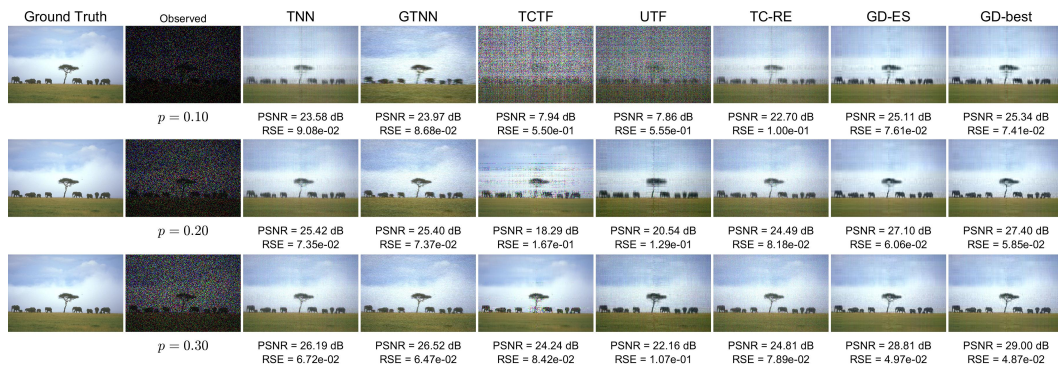 Ground Truth Observed TNN GTNN TCTF UTF TC-RE GD-ES GD-best
p = 0.10 PSNR = 23.58 dB PSNR = 23.97 dB PSNR = 7.94 dB PSNR = 7.86 dB PSNR = 22.70 dB PSNR = 25.11 dB PSNR = 25.34 dB
RSE = 9.08e-02 RSE = 8.68e-02 RSE = 5.50e-01 RSE = 5.55e-01 RSE = 1.00e-01 RSE = 7.61e-02 RSE = 7.41e-02
p = 0.20 PSNR = 25.42 dB PSNR = 25.40 dB PSNR = 18.29 dB PSNR = 20.54 dB PSNR = 24.49 dB PSNR = 27.10 dB PSNR = 27.40 dB
RSE = 7.35e-02 RSE = 7.37e-02 RSE = 1.67e-01 RSE = 1.29e-01 RSE = 8.18e-02 RSE = 6.06e-02 RSE = 5.85e-02
p = 0.30 PSNR = 26.19 dB PSNR = 26.52 dB PSNR = 24.24 dB PSNR = 22.16 dB PSNR = 24.81 dB PSNR = 28.81 dB PSNR = 29.00 dB
RSE = 6.72e-02 RSE = 6.47e-02 RSE = 8.42e-02 RSE = 1.07e-01 RSE = 7.89e-02 RSE = 4.97e-02 RSE = 4.87e-02